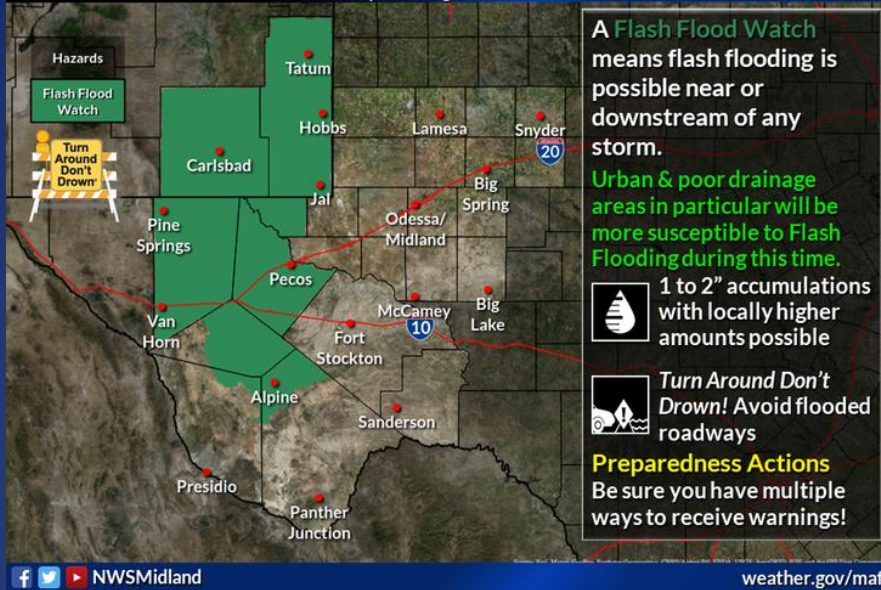 Hazards
Flash Flood
Watch
Turn
Around
Don't
Drown
Tatum
Hobbs
Lamesa
Snyder
20
Carlsbad
Jal
Big
Spring
Odessa/
Midland
Pine
Springs
Pecos
McCamey
10
Big
Lake
Van
Horn
Fort
Stockton
Alpine
Sanderson
Presidio
Panther
Junction
A Flash Flood Watch
means flash flooding is
possible near or
downstream of any
storm.
Urban & poor drainage
areas in particular will be
more susceptible to Flash
Flooding during this time.
1 to 2” accumulations
with locally higher
amounts possible
Turn Around Don't
Drown! Avoid flooded
roadways
Preparedness Actions
Be sure you have multiple
ways to receive warnings!
NWSMidland
weather.gov/maf